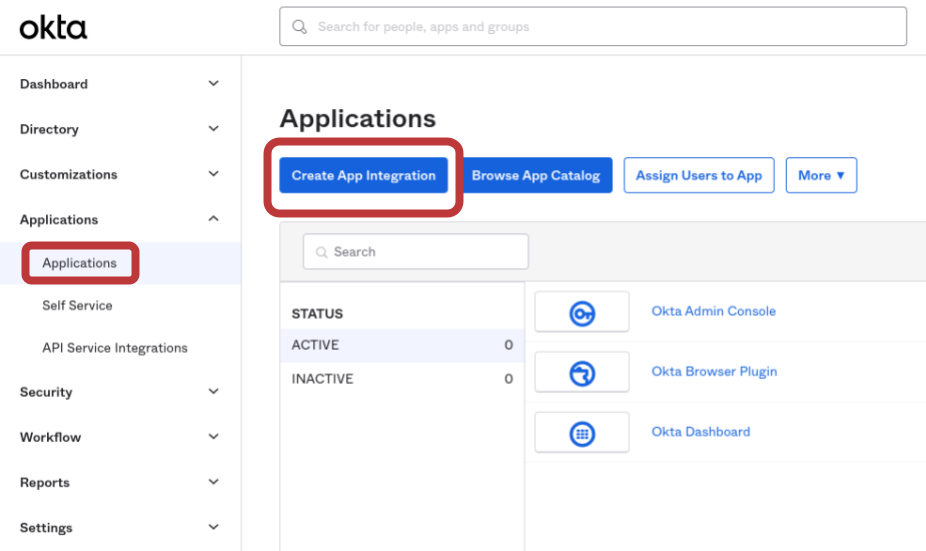 okta
Search for people, apps and groups
Dashboard
Directory
Customizations
Applications
Applications
Self Service
API Service Integrations
Security
Workflow
Reports
Settings
Applications
Create App Integration
Browse App Catalog
Assign Users to App
More ▼
Search
STATUS
ACTIVE 0
INACTIVE 0
Okta Admin Console
Okta Browser Plugin
Okta Dashboard